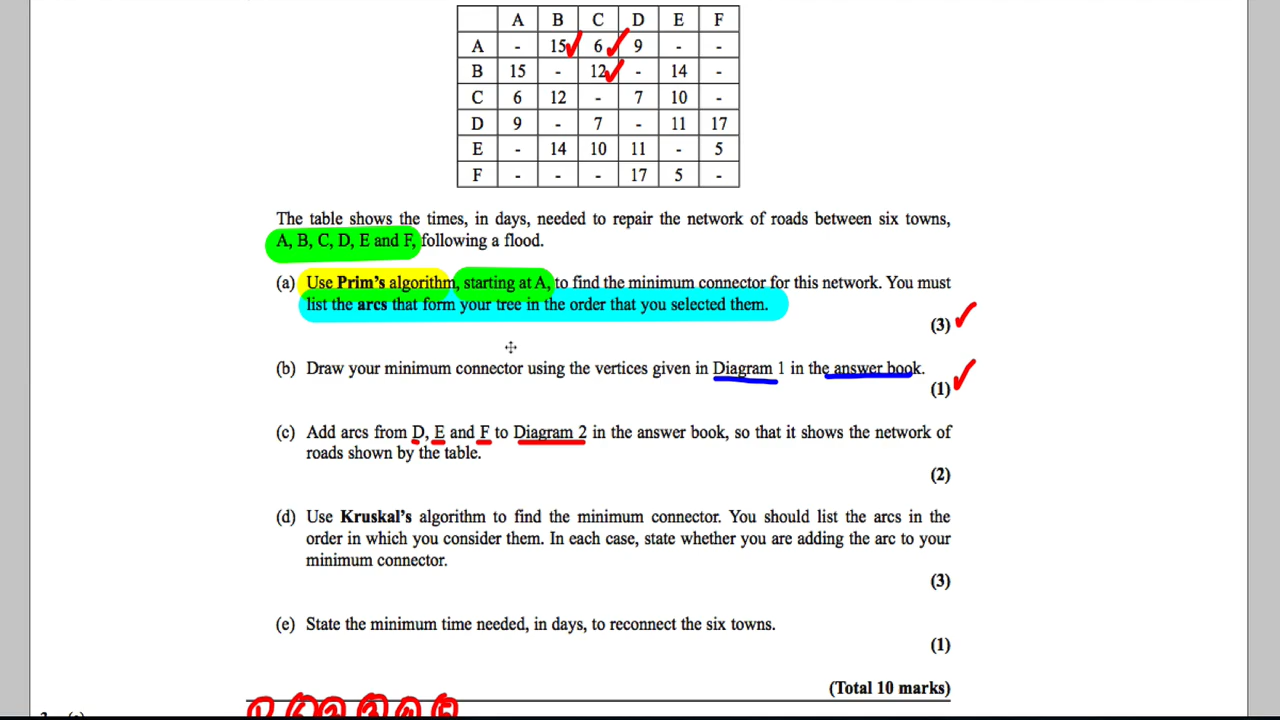 A B C D E F
A - 15 6 9 - -
B 15 - 12 - 14 -
C 6 12 - 7 10 -
D 9 - 7 - 11 17
E - 14 10 11 - 5
F - - - 17 5 -
The table shows the times, in days, needed to repair the network of roads between six towns,
A, B, C, D, E and F, following a flood.
(a) Use Prim's algorithm, starting at A, to find the minimum connector for this network. You must
list the arcs that form your tree in the order that you selected them.
(3)
(b) Draw your minimum connector using the vertices given in Diagram 1 in the answer book.
(1)
(c) Add arcs from D, E and F to Diagram 2 in the answer book, so that it shows the network of
roads shown by the table.
(2)
(d) Use Kruskal's algorithm to find the minimum connector. You should list the arcs in the
order in which you consider them. In each case, state whether you are adding the arc to your
minimum connector.
(3)
(e) State the minimum time needed, in days, to reconnect the six towns.
(1)
(Total 10 marks)